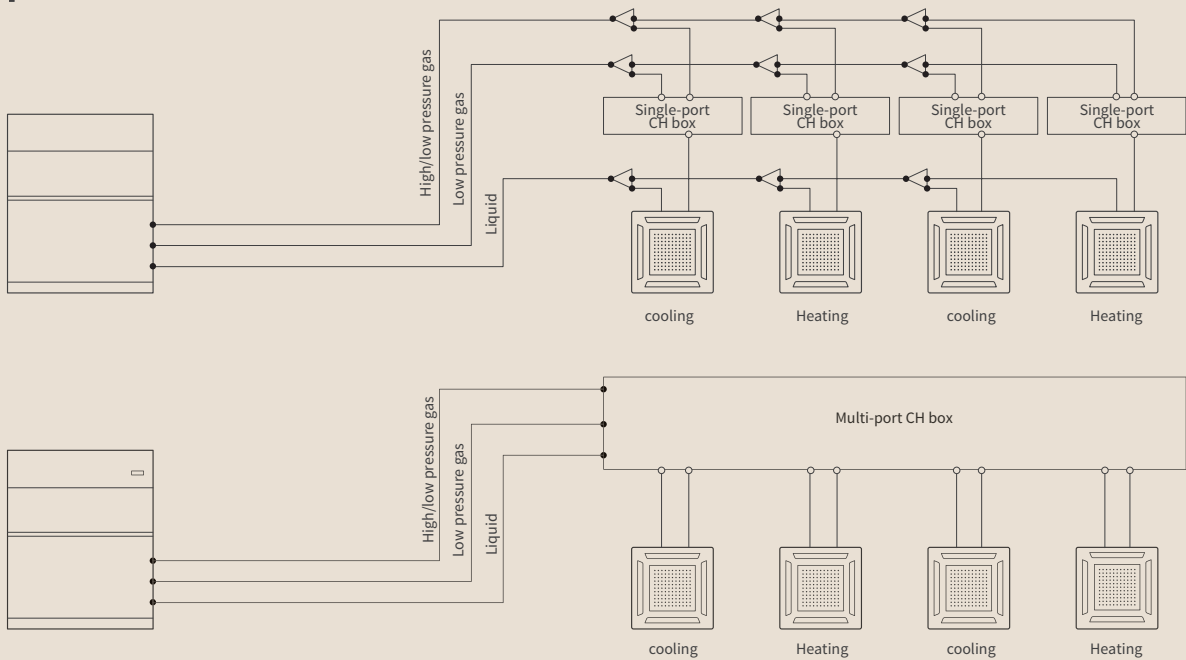 High/low pressure gas
Low pressure gas
Liquid
Single-port
CH box
Single-port
CH box
Single-port
CH box
Single-port
CH box
cooling
Heating
cooling
Heating
High/low pressure gas
Low pressure gas
Liquid
Multi-port CH box
cooling
Heating
cooling
Heating